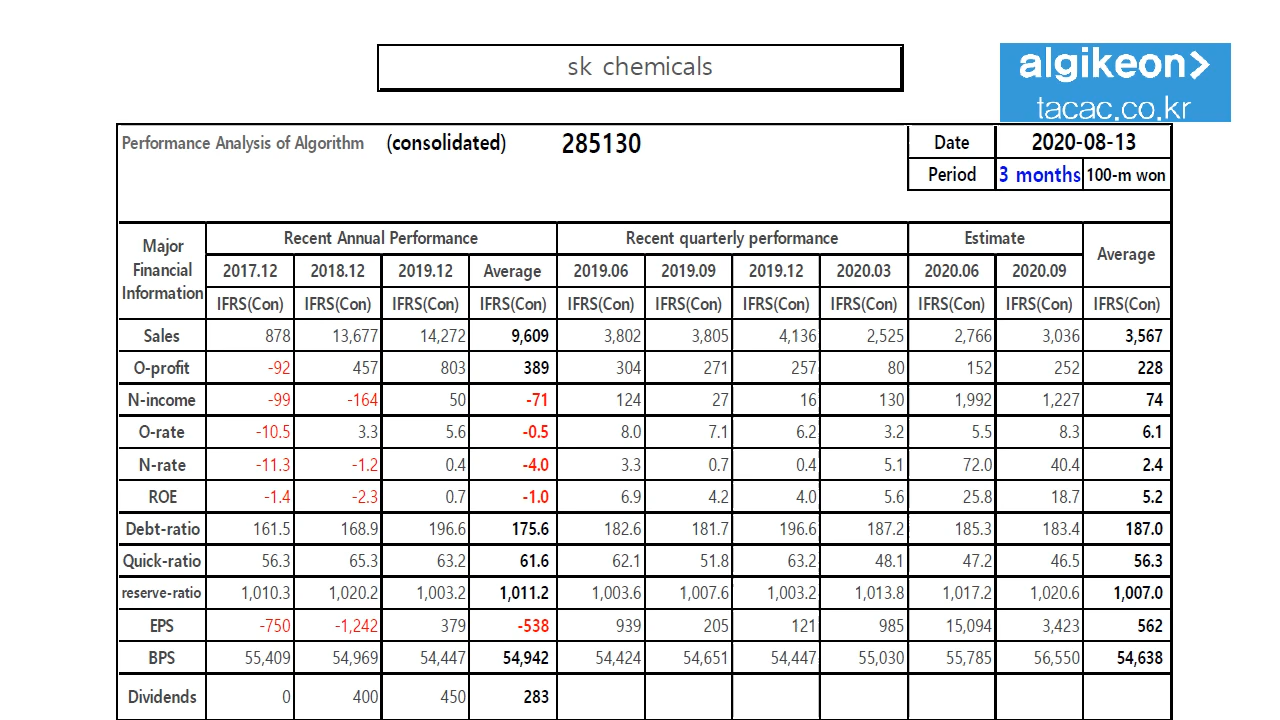 sk chemicals
algikeon>
tacac.co.kr
Performance Analysis of Algorithm (consolidated) 285130 Date 2020-08-13
Period 3 months 100-m won
Major Financial Information Recent Annual Performance Recent quarterly performance Estimate Average
2017.12 2018.12 2019.12 Average 2019.06 2019.09 2019.12 2020.03 2020.06 2020.09
IFRS(Con) IFRS(Con) IFRS(Con) IFRS(Con) IFRS(Con) IFRS(Con) IFRS(Con) IFRS(Con) IFRS(Con) IFRS(Con) IFRS(Con)
Sales 878 13,677 14,272 9,609 3,802 3,805 4,136 2,525 2,766 3,036 3,567
O-profit -92 457 803 389 304 271 257 80 152 252 228
N-income -99 -164 50 -71 124 27 16 130 1,992 1,227 74
O-rate -10.5 3.3 5.6 -0.5 8.0 7.1 6.2 3.2 5.5 8.3 6.1
N-rate -11.3 -1.2 0.4 -4.0 3.3 0.7 0.4 5.1 72.0 40.4 2.4
ROE -1.4 -2.3 0.7 -1.0 6.9 4.2 4.0 5.6 25.8 18.7 5.2
Debt-ratio 161.5 168.9 196.6 175.6 182.6 181.7 196.6 187.2 185.3 183.4 187.0
Quick-ratio 56.3 65.3 63.2 61.6 62.1 51.8 63.2 48.1 47.2 46.5 56.3
reserve-ratio 1,010.3 1,020.2 1,003.2 1,011.2 1,003.6 1,007.6 1,003.2 1,013.8 1,017.2 1,020.6 1,007.0
EPS -750 -1,242 379 -538 939 205 121 985 15,094 3,423 562
BPS 55,409 54,969 54,447 54,942 54,424 54,651 54,447 55,030 55,785 56,550 54,638
Dividends 0 400 450 283